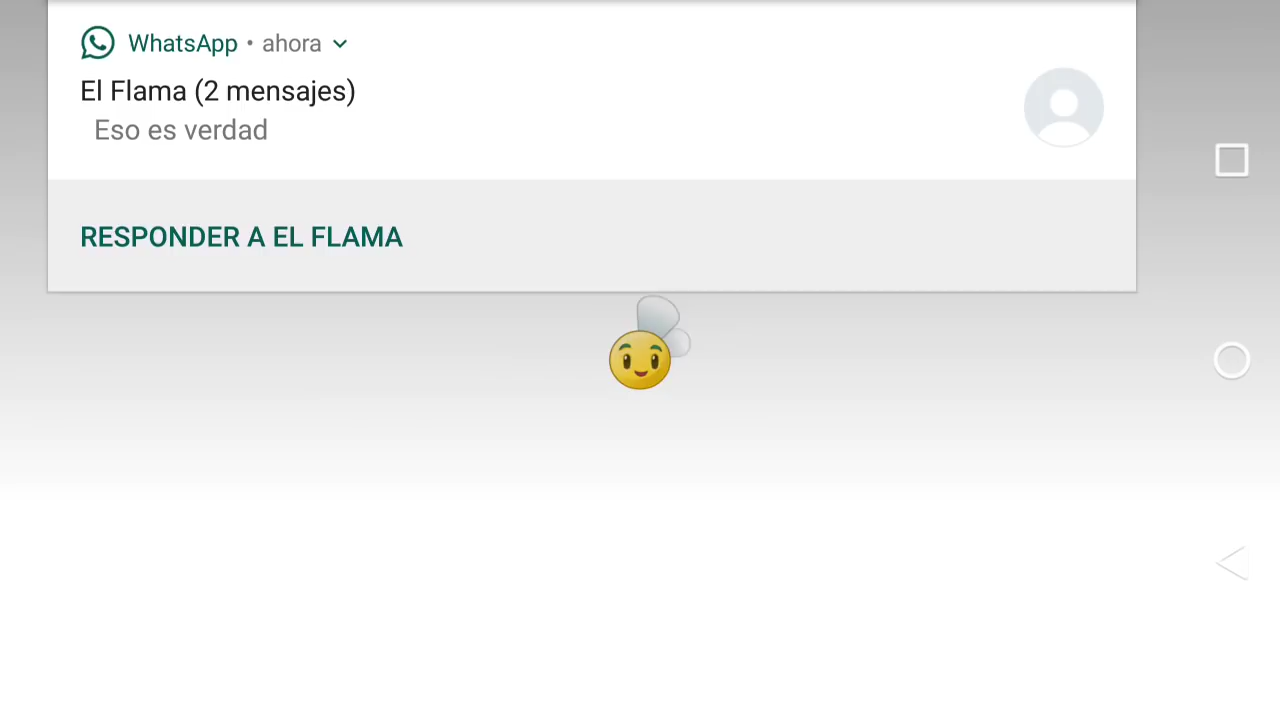 WhatsApp • ahora
El Flama (2 mensajes)
Eso es verdad
RESPONDER A EL FLAMA